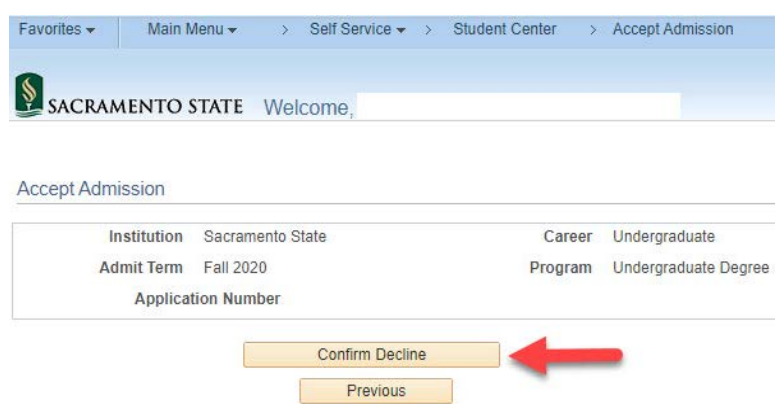 Favorites Main Menu > Self Service > Student Center > Accept Admission
SACRAMENTO STATE Welcome,
Accept Admission
Institution Sacramento State Career Undergraduate
Admit Term Fall 2020 Program Undergraduate Degree
Application Number
Confirm Decline
Previous